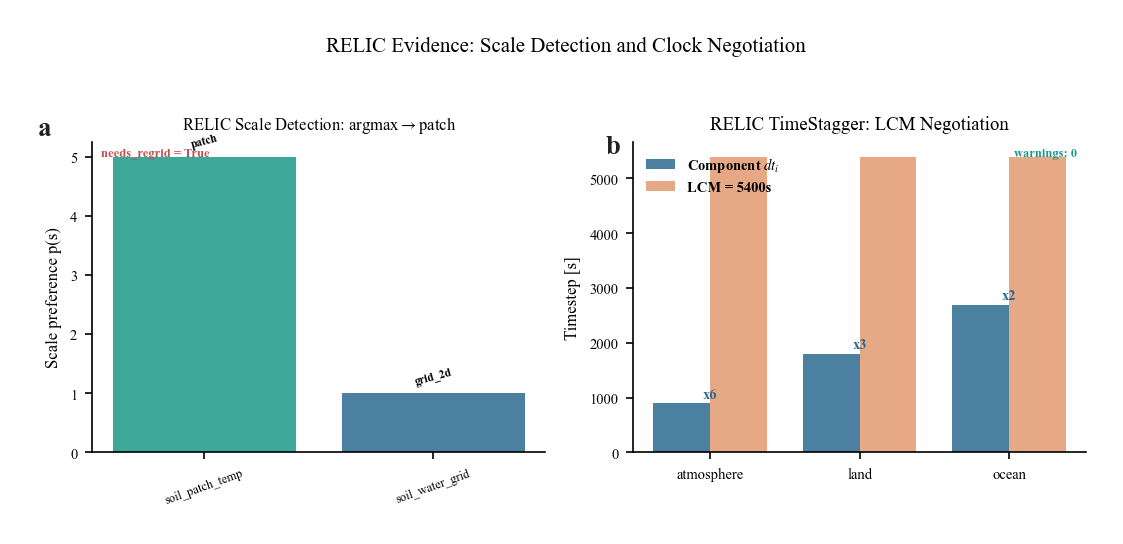 RELIC Evidence: Scale Detection and Clock Negotiation
a
RELIC Scale Detection: argmax → patch
needs_regrid = True
patch
grid_2d
Scale preference p(s)
5
4
3
2
1
0
soil_patch_temp
soil_water_grid
b
RELIC TimeStagger: LCM Negotiation
Component dt_i
LCM = 5400s
warnings: 0
Timestep [s]
5000
4000
3000
2000
1000
0
x6
x3
x2
atmosphere
land
ocean